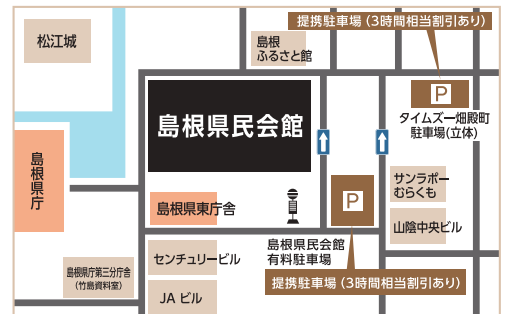 提携駐車場(3時間相当割引あり)
松江城
島根
ふるさと館
P
タイムズ一畑殿町
駐車場(立体)
島根県民会館
島根県庁
サンラポー
むらくも
P
島根県東庁舎
山陰中央ビル
島根県民会館
有料駐車場
センチュリービル
島根県庁第三分庁舎
(竹島資料室)
提携駐車場(3時間相当割引あり)
JA ビル